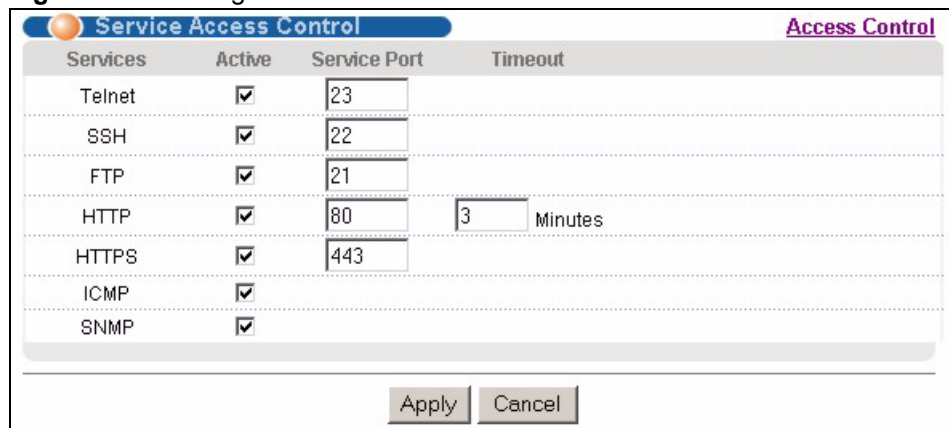 Service Access Control Access Control
Services Active Service Port Timeout
Telnet 23
SSH 22
FTP 21
HTTP 80 3 Minutes
HTTPS 443
ICMP
SNMP
Apply Cancel